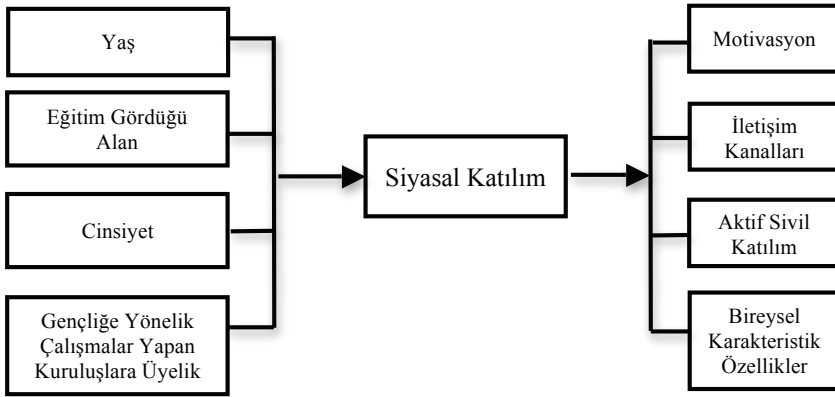 Yaş
Eğitim Gördüğü
Alan
Cinsiyet
Gençliğe Yönelik
Çalışmalar Yapan
Kuruluşlara Üyelik
Siyasal Katılım
Motivasyon
İletişim
Kanalları
Aktif Sivil
Katılım
Bireysel
Karakteristik
Özellikler